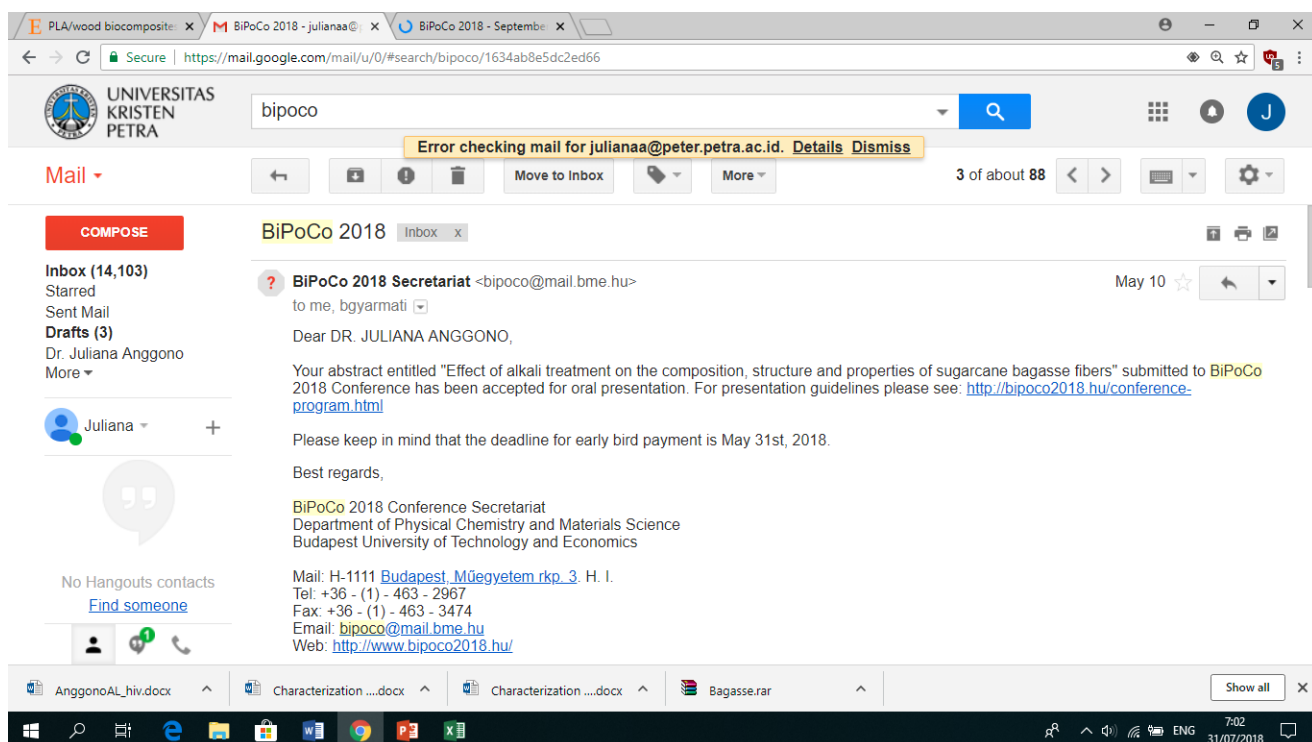 PLA/wood biocomposite:
BiPoCo 2018 - julianaa@
BiPoCo 2018 - September
Secure https://mail.google.com/mail/u/0/#search/bipoco/1634ab8e5dc2ed66
5
UNIVERSITAS
KRISTEN
PETRA
bipoco
J
Error checking mail for julianaa@peter.petra.ac.id. Details Dismiss
Mail
Move to Inbox
More
3 of about 88
COMPOSE
BiPoCo 2018 Inbox x
Inbox (14,103)
Starred
Sent Mail
Drafts (3)
Dr. Juliana Anggono
More
Juliana
No Hangouts contacts
Find someone
1
BiPoCo 2018 Secretariat <bipoco@mail.bme.hu>
May 10
to me, bgyarmati
Dear DR. JULIANA ANGGONO,
Your abstract entitled "Effect of alkali treatment on the composition, structure and properties of sugarcane bagasse fibers" submitted to BiPoCo
2018 Conference has been accepted for oral presentation. For presentation guidelines please see: http://bipoco2018.hu/conference-
program.html
Please keep in mind that the deadline for early bird payment is May 31st, 2018.
Best regards,
BiPoCo 2018 Conference Secretariat
Department of Physical Chemistry and Materials Science
Budapest University of Technology and Economics
Mail: H-1111 Budapest, Műegyetem rkp. 3. H. I.
Tel: +36 - (1) - 463 - 2967
Fax: +36 - (1) - 463 - 3474
Email: bipoco@mail.bme.hu
Web: http://www.bipoco2018.hu/
AnggonoAL_hiv.docx
Characterization ....docx
Characterization ....docx
Bagasse.rar
Show all
ENG
7:02
31/07/2018